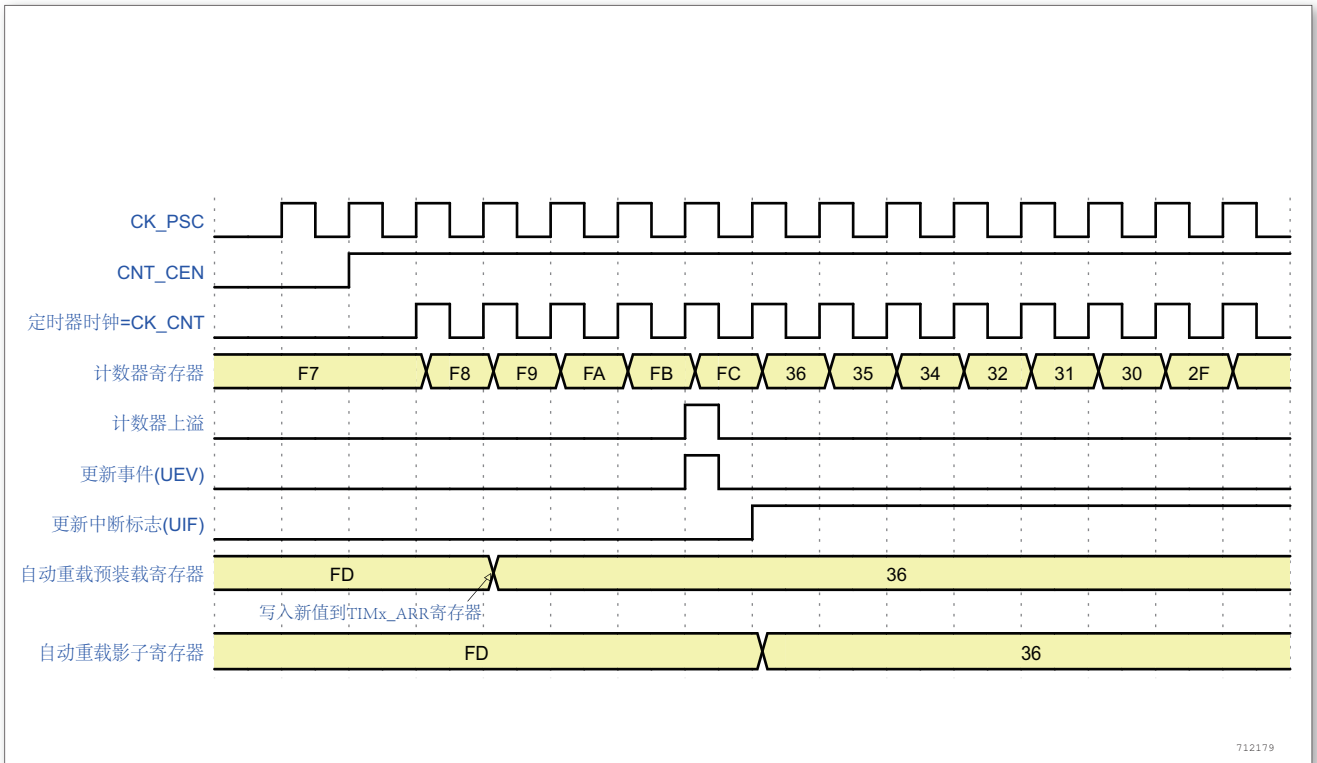 CK_PSC
CNT_CEN
定时器时钟=CK_CNT
计数器寄存器 F7 F8 F9 FA FB FC 36 35 34 32 31 30 2F
计数器上溢
更新事件(UEV)
更新中断标志(UIF)
自动重载预装载寄存器 FD 36
写入新值到TIMx_ARR寄存器
自动重载影子寄存器 FD 36
712179